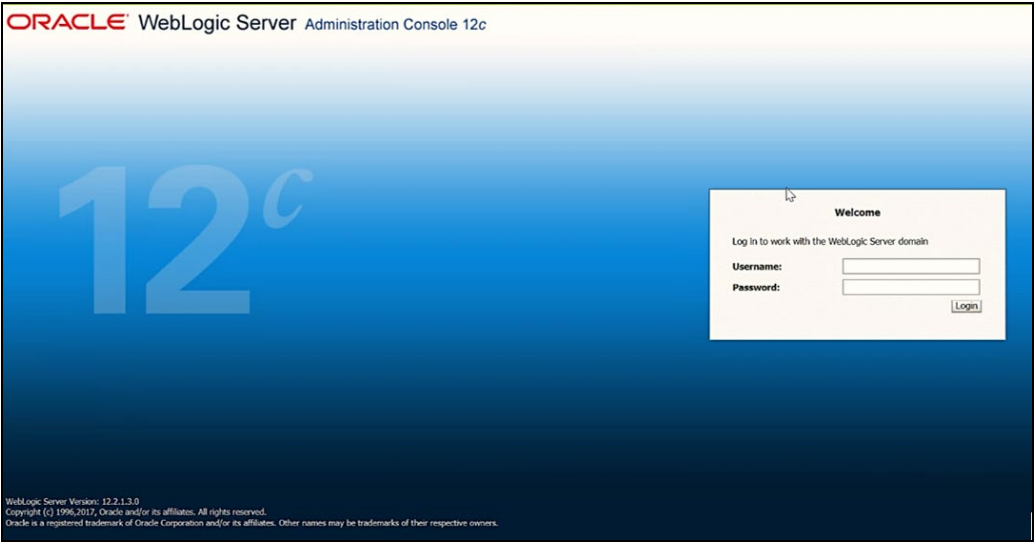 ORACLE WebLogic Server Administration Console 12c
12c
Welcome
Log in to work with the WebLogic Server domain
Username:
Password:
Login
WebLogic Server Version: 12.2.1.3.0
Copyright (c) 1996,2017, Oracle and/or its affiliates. All rights reserved.
Oracle is a registered trademark of Oracle Corporation and/or its affiliates. Other names may be trademarks of their respective owners.